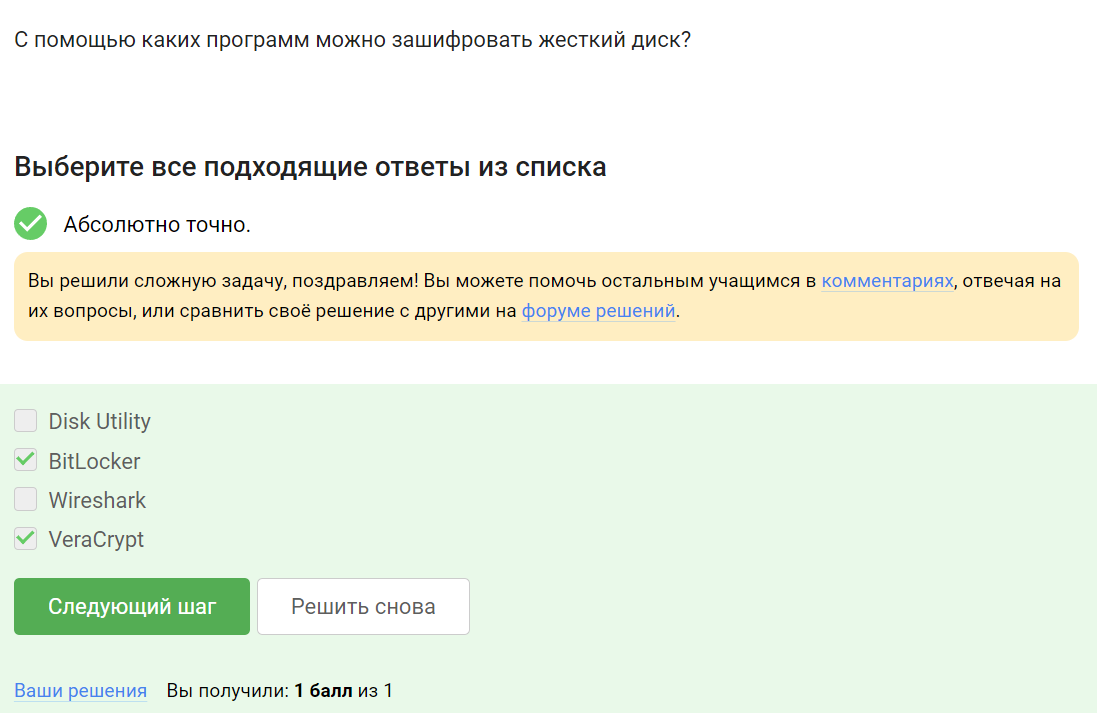 С помощью каких программ можно зашифровать жесткий диск?
Выберите все подходящие ответы из списка
Абсолютно точно.
Вы решили сложную задачу, поздравляем! Вы можете помочь остальным учащимся в комментариях, отвечая на
их вопросы, или сравнить своё решение с другими на форуме решений.
Disk Utility
BitLocker
Wireshark
VeraCrypt
Следующий шаг Решить снова
Ваши решения Вы получили: 1 балл из 1